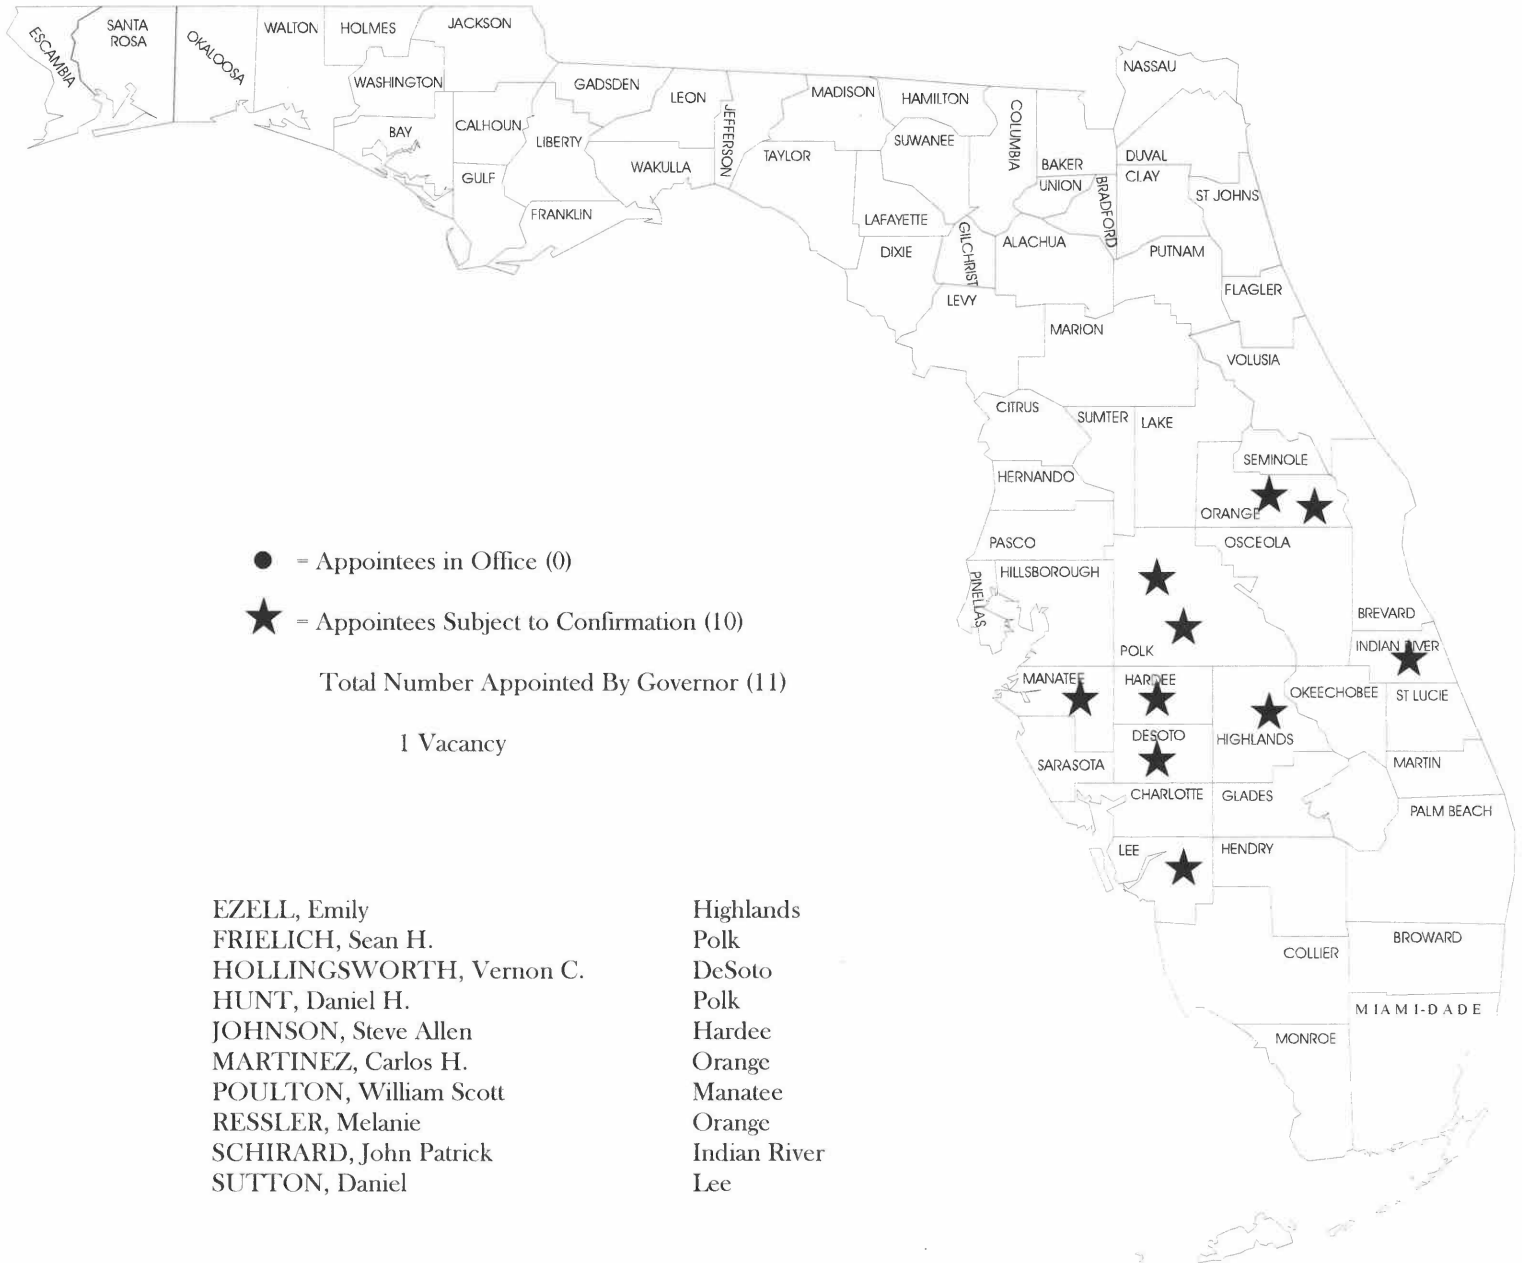 ESCAMBIA
SANTA
ROSA
OKALOOSA
WALTON
HOLMES
JACKSON
WASHINGTON
BAY
CALHOUN
GULF
LIBERTY
GADSDEN
FRANKLIN
LEON
WAKULLA
JEFFERSON
TAYLOR
MADISON
HAMILTON
SUWANEE
LAFAYETTE
DIXIE
COLUMBIA
GILCHRIST
LEVY
BAKER
UNION
BRADFORD
ALACHUA
NASSAU
DUVAL
CLAY
ST JOHNS
PUTNAM
FLAGLER
MARION
VOLUSIA
CITRUS
SUMTER
LAKE
HERNANDO
SEMINOLE
ORANGE
PASCO
OSCEOLA
PINELLAS
HILLSBOROUGH
POLK
BREVARD
INDIAN RIVER
MANATEE
HARDEE
OKEECHOBEE
ST LUCIE
DESOTO
HIGHLANDS
SARASOTA
MARTIN
CHARLOTTE
GLADES
PALM BEACH
LEE
HENDRY
COLLIER
BROWARD
MIAMI-DADE
MONROE
= Appointees in Office (0)
= Appointees Subject to Confirmation (10)
Total Number Appointed By Governor (11)
1 Vacancy
EZELL, Emily Highlands
FRIELICH, Sean H. Polk
HOLLINGSWORTH, Vernon C. DeSoto
HUNT, Daniel H. Polk
JOHNSON, Steve Allen Hardee
MARTINEZ, Carlos H. Orange
POULTON, William Scott Manatee
RESSLER, Melanie Orange
SCHIRARD, John Patrick Indian River
SUTTON, Daniel Lee